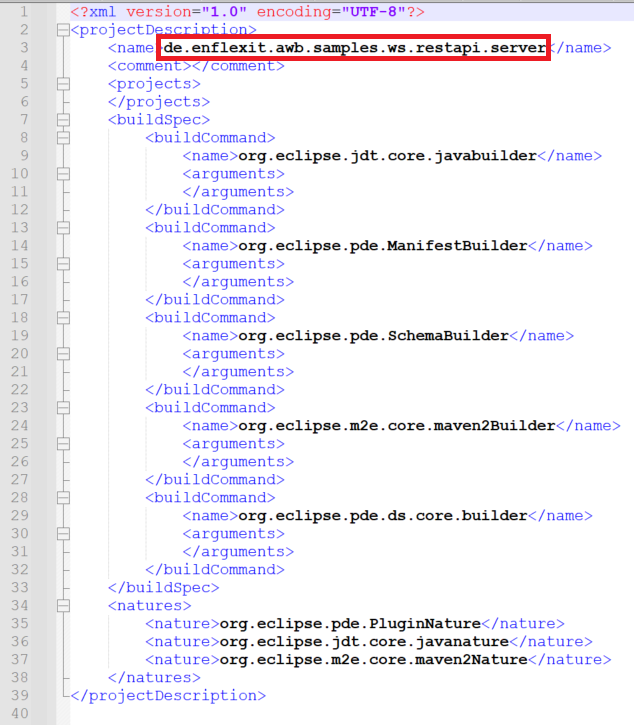 1 <?xml version="1.0" encoding="UTF-8"?>
2 <projectDescription>
3 <name>de.enflexit.awb.samples.ws.restapi.server</name>
4 <comment></comment>
5 <projects>
6 </projects>
7 <buildSpec>
8 <buildCommand>
9 <name>org.eclipse.jdt.core.javabuilder</name>
10 <arguments>
11 </arguments>
12 </buildCommand>
13 <buildCommand>
14 <name>org.eclipse.pde.ManifestBuilder</name>
15 <arguments>
16 </arguments>
17 </buildCommand>
18 <buildCommand>
19 <name>org.eclipse.pde.SchemaBuilder</name>
20 <arguments>
21 </arguments>
22 </buildCommand>
23 <buildCommand>
24 <name>org.eclipse.m2e.core.maven2Builder</name>
25 <arguments>
26 </arguments>
27 </buildCommand>
28 <buildCommand>
29 <name>org.eclipse.pde.ds.core.builder</name>
30 <arguments>
31 </arguments>
32 </buildCommand>
33 </buildSpec>
34 <natures>
35 <nature>org.eclipse.pde.PluginNature</nature>
36 <nature>org.eclipse.jdt.core.javanature</nature>
37 <nature>org.eclipse.m2e.core.maven2Nature</nature>
38 </natures>
39 </projectDescription>
40